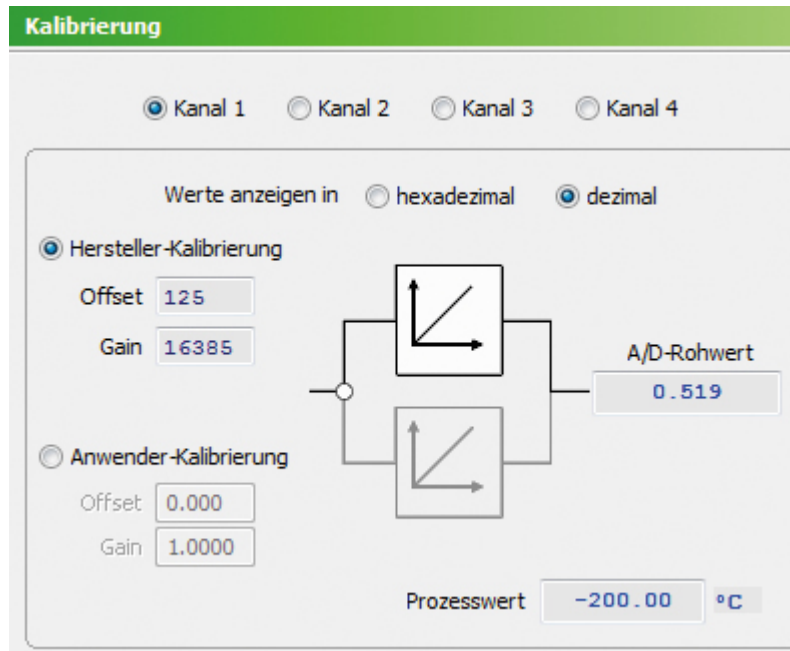 Kalibrierung
Kanal 1 Kanal 2 Kanal 3 Kanal 4
Werte anzeigen in hexadezimal dezimal
Hersteller-Kalibrierung
Offset 125
Gain 16385
A/D-Rohwert
0.519
Anwender-Kalibrierung
Offset 0.000
Gain 1.0000
Prozesswert -200.00 °C